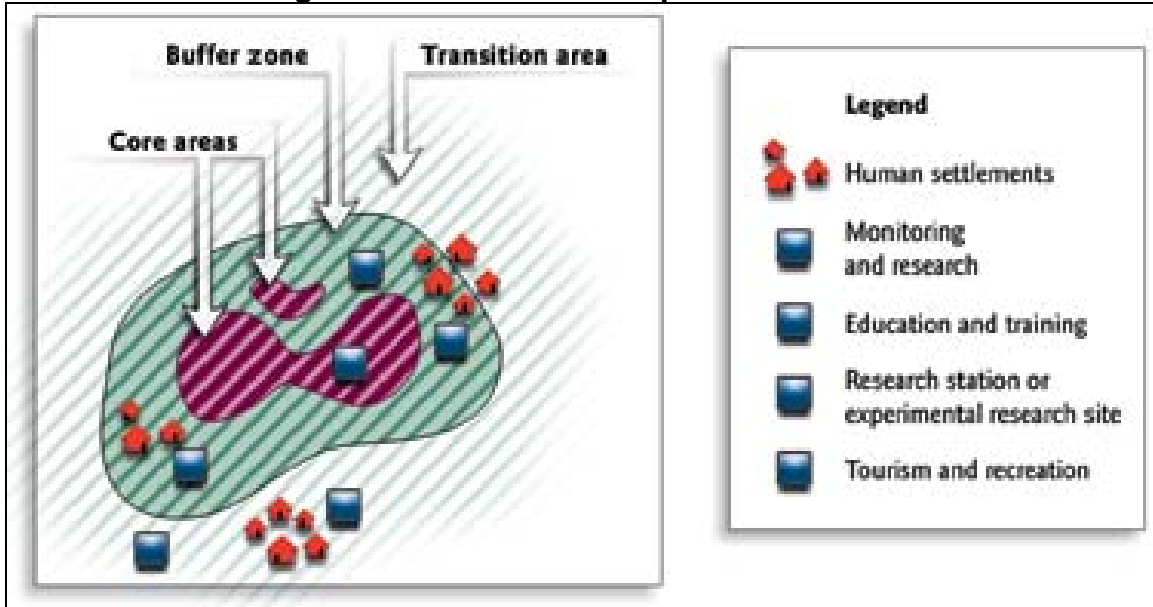 Buffer zone
Transition area
Core areas
Legend
Human settlements
Monitoring
and research
Education and training
Research station or
experimental research site
Tourism and recreation